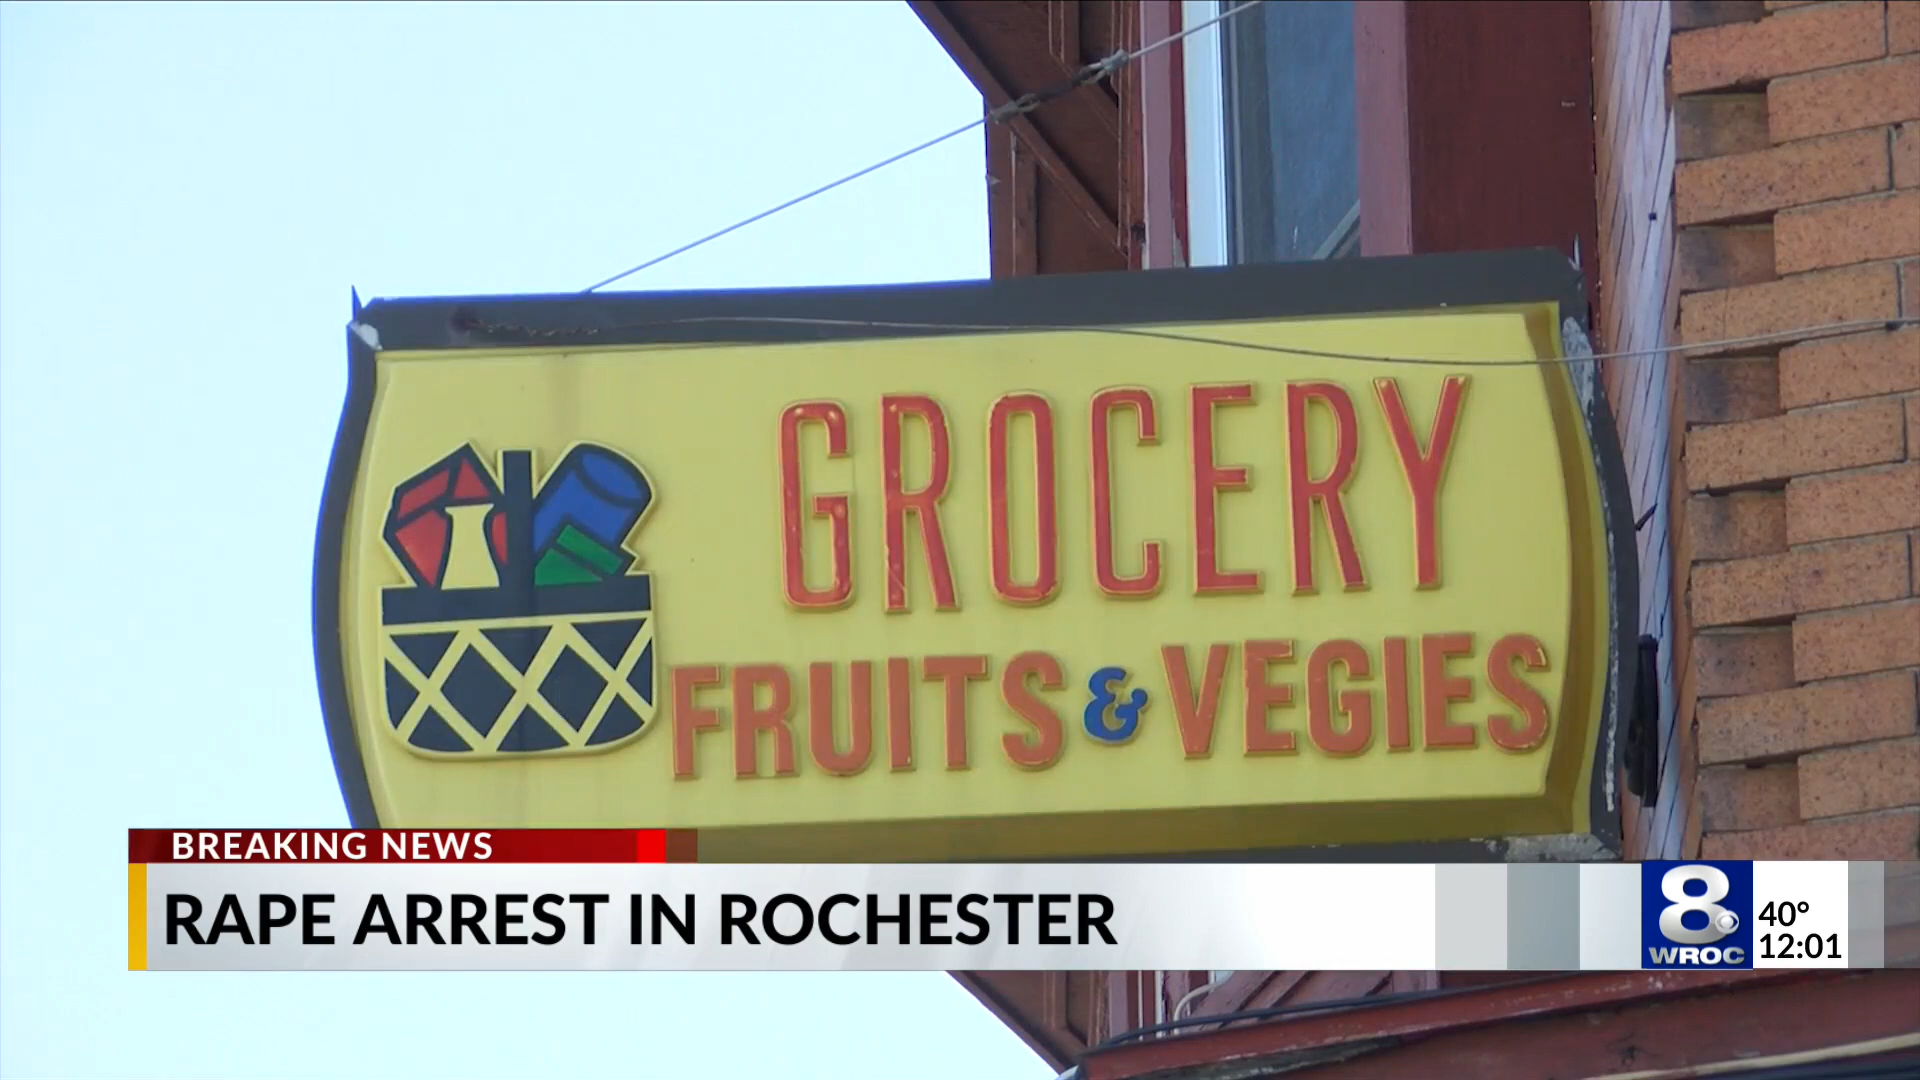 GROCERY
FRUITS & VEGIES
BREAKING NEWS
RAPE ARREST IN ROCHESTER
8
WROC
40°
12:01